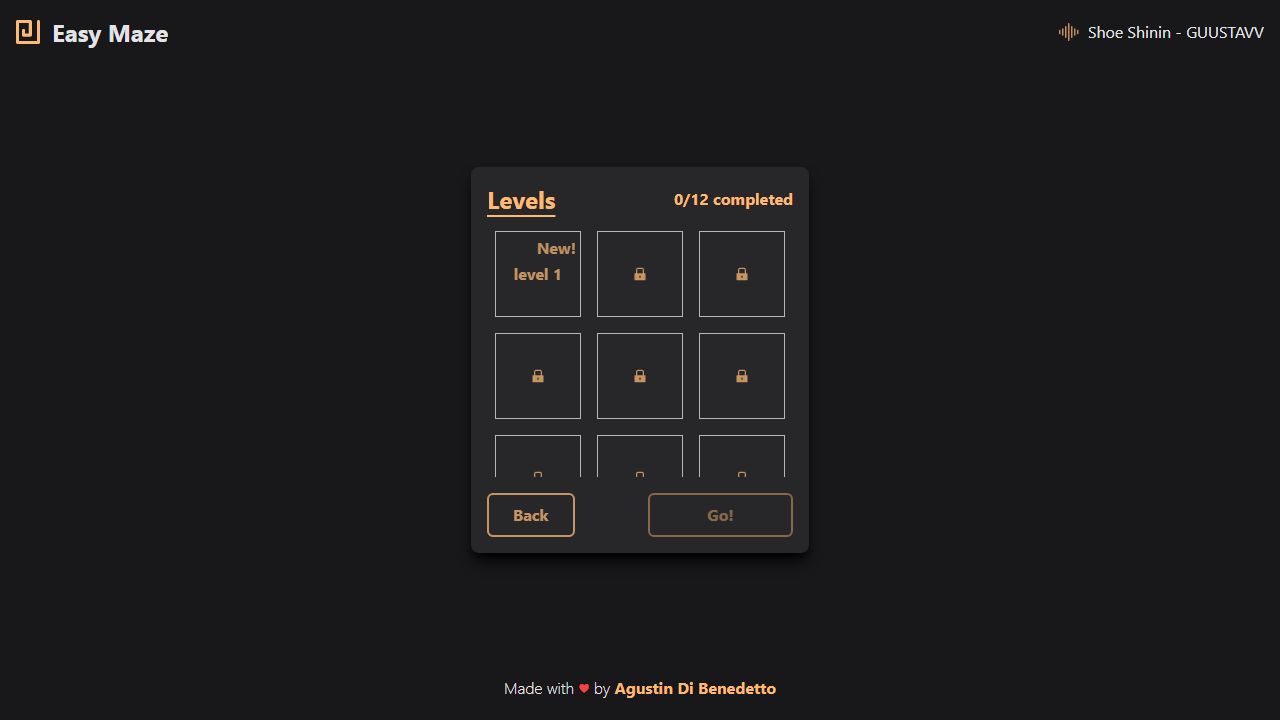 Easy Maze
Shoe Shinin - GUUSTAVV
Levels
0/12 completed
New!
level 1
Back
Go!
Made with ♥ by Agustin Di Benedetto